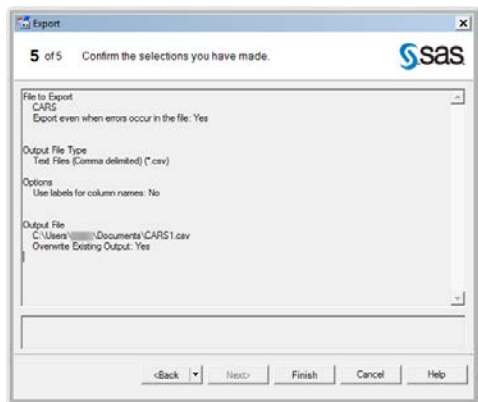 Export
5 of 5 Confirm the selections you have made.
sas
File to Export
CARS
Export even when errors occur in the file: Yes
Output File Type
Text Files (Comma delimited) (*.csv)
Options
Use labels for column names: No
Output File
C:\Users\ \Documents\CARS1.csv
Overwrite Existing Output: Yes
<Back Next> Finish Cancel Help